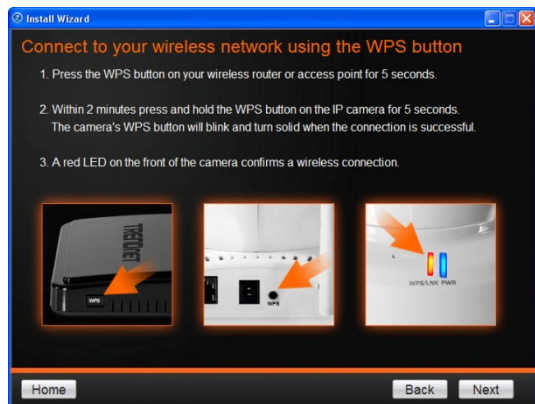 Install Wizard
Connect to your wireless network using the WPS button
1. Press the WPS button on your wireless router or access point for 5 seconds.
2. Within 2 minutes press and hold the WPS button on the IP camera for 5 seconds.
The camera's WPS button will blink and turn solid when the connection is successful.
3. A red LED on the front of the camera confirms a wireless connection.
TRENDNET
WPS
WPS
WPS/LNK PWR
Home
Back
Next